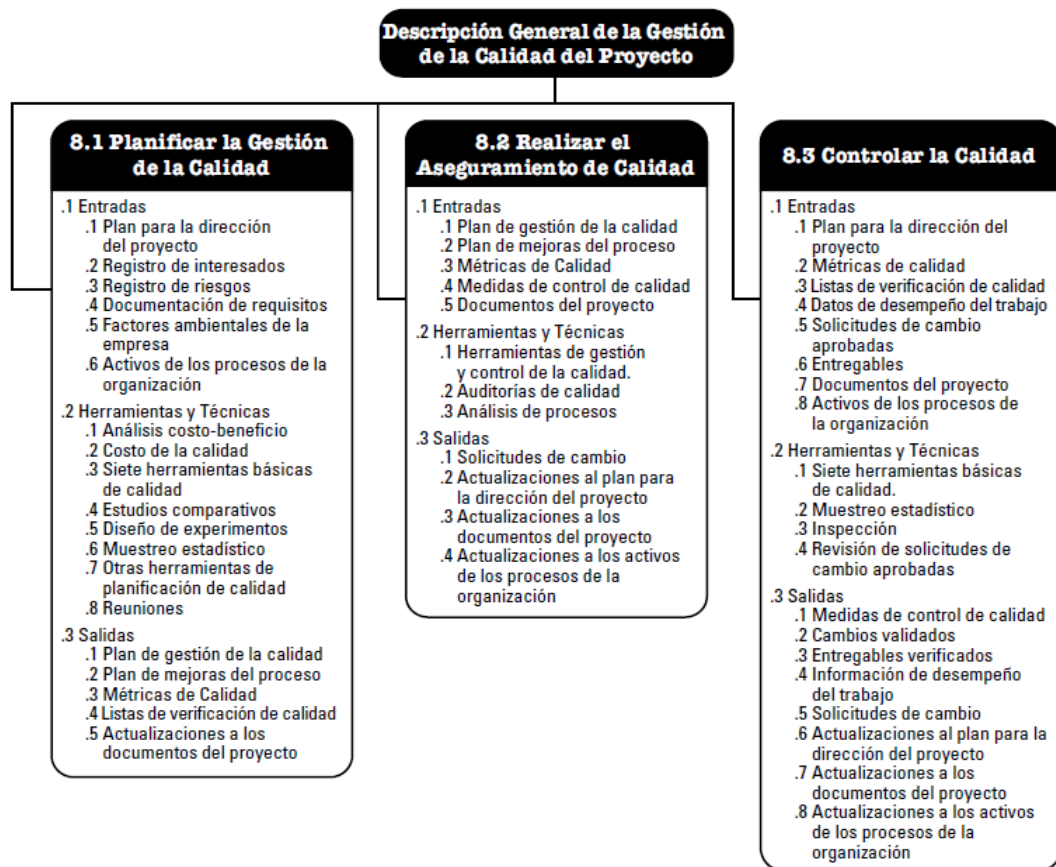 Descripción General de la Gestión
de la Calidad del Proyecto
8.1 Planificar la Gestión
de la Calidad
.1 Entradas
.1 Plan para la dirección
del proyecto
.2 Registro de interesados
.3 Registro de riesgos
.4 Documentación de requisitos
.5 Factores ambientales de la
empresa
.6 Activos de los procesos de la
organización
.2 Herramientas y Técnicas
.1 Análisis costo-beneficio
.2 Costo de la calidad
.3 Siete herramientas básicas
de calidad
.4 Estudios comparativos
.5 Diseño de experimentos
.6 Muestreo estadístico
.7 Otras herramientas de
planificación de calidad
.8 Reuniones
.3 Salidas
.1 Plan de gestión de la calidad
.2 Plan de mejoras del proceso
.3 Métricas de Calidad
.4 Listas de verificación de calidad
.5 Actualizaciones a los
documentos del proyecto
8.2 Realizar el
Aseguramiento de Calidad
.1 Entradas
.1 Plan de gestión de la calidad
.2 Plan de mejoras del proceso
.3 Métricas de Calidad
.4 Medidas de control de calidad
.5 Documentos del proyecto
.2 Herramientas y Técnicas
.1 Herramientas de gestión
y control de la calidad.
.2 Auditorías de calidad
.3 Análisis de procesos
.3 Salidas
.1 Solicitudes de cambio
.2 Actualizaciones al plan para
la dirección del proyecto
.3 Actualizaciones a los
documentos del proyecto
.4 Actualizaciones a los activos
de los procesos de la
organización
8.3 Controlar la Calidad
.1 Entradas
.1 Plan para la dirección del
proyecto
.2 Métricas de calidad
.3 Listas de verificación de calidad
.4 Datos de desempeño del trabajo
.5 Solicitudes de cambio
aprobadas
.6 Entregables
.7 Documentos del proyecto
.8 Activos de los procesos de
la organización
.2 Herramientas y Técnicas
.1 Siete herramientas básicas
de calidad.
.2 Muestreo estadístico
.3 Inspección
.4 Revisión de solicitudes de
cambio aprobadas
.3 Salidas
.1 Medidas de control de calidad
.2 Cambios validados
.3 Entregables verificados
.4 Información de desempeño
del trabajo
.5 Solicitudes de cambio
.6 Actualizaciones al plan para la
dirección del proyecto
.7 Actualizaciones a los
documentos del proyecto
.8 Actualizaciones a los activos
de los procesos de la
organización